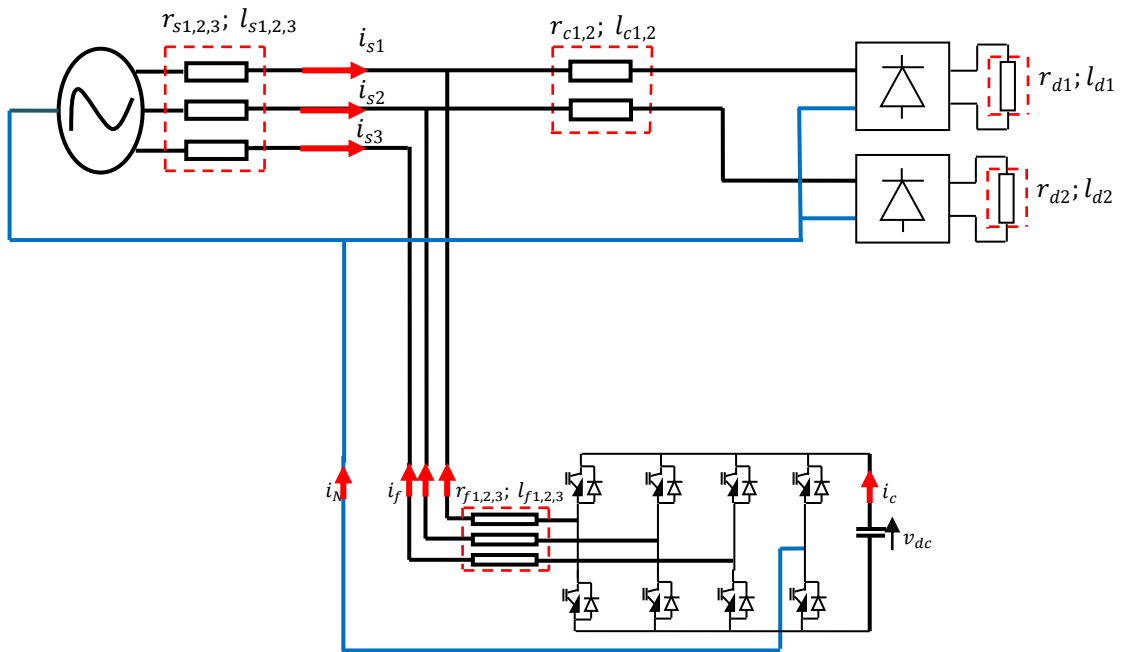 r_{s1,2,3}; l_{s1,2,3}
i_{s1}
r_{c1,2}; l_{c1,2}
r_{d1}; l_{d1}
i_{s2}
i_{s3}
r_{d2}; l_{d2}
i_N
i_f
r_{f1,2,3}; l_{f1,2,3}
i_c
v_{dc}